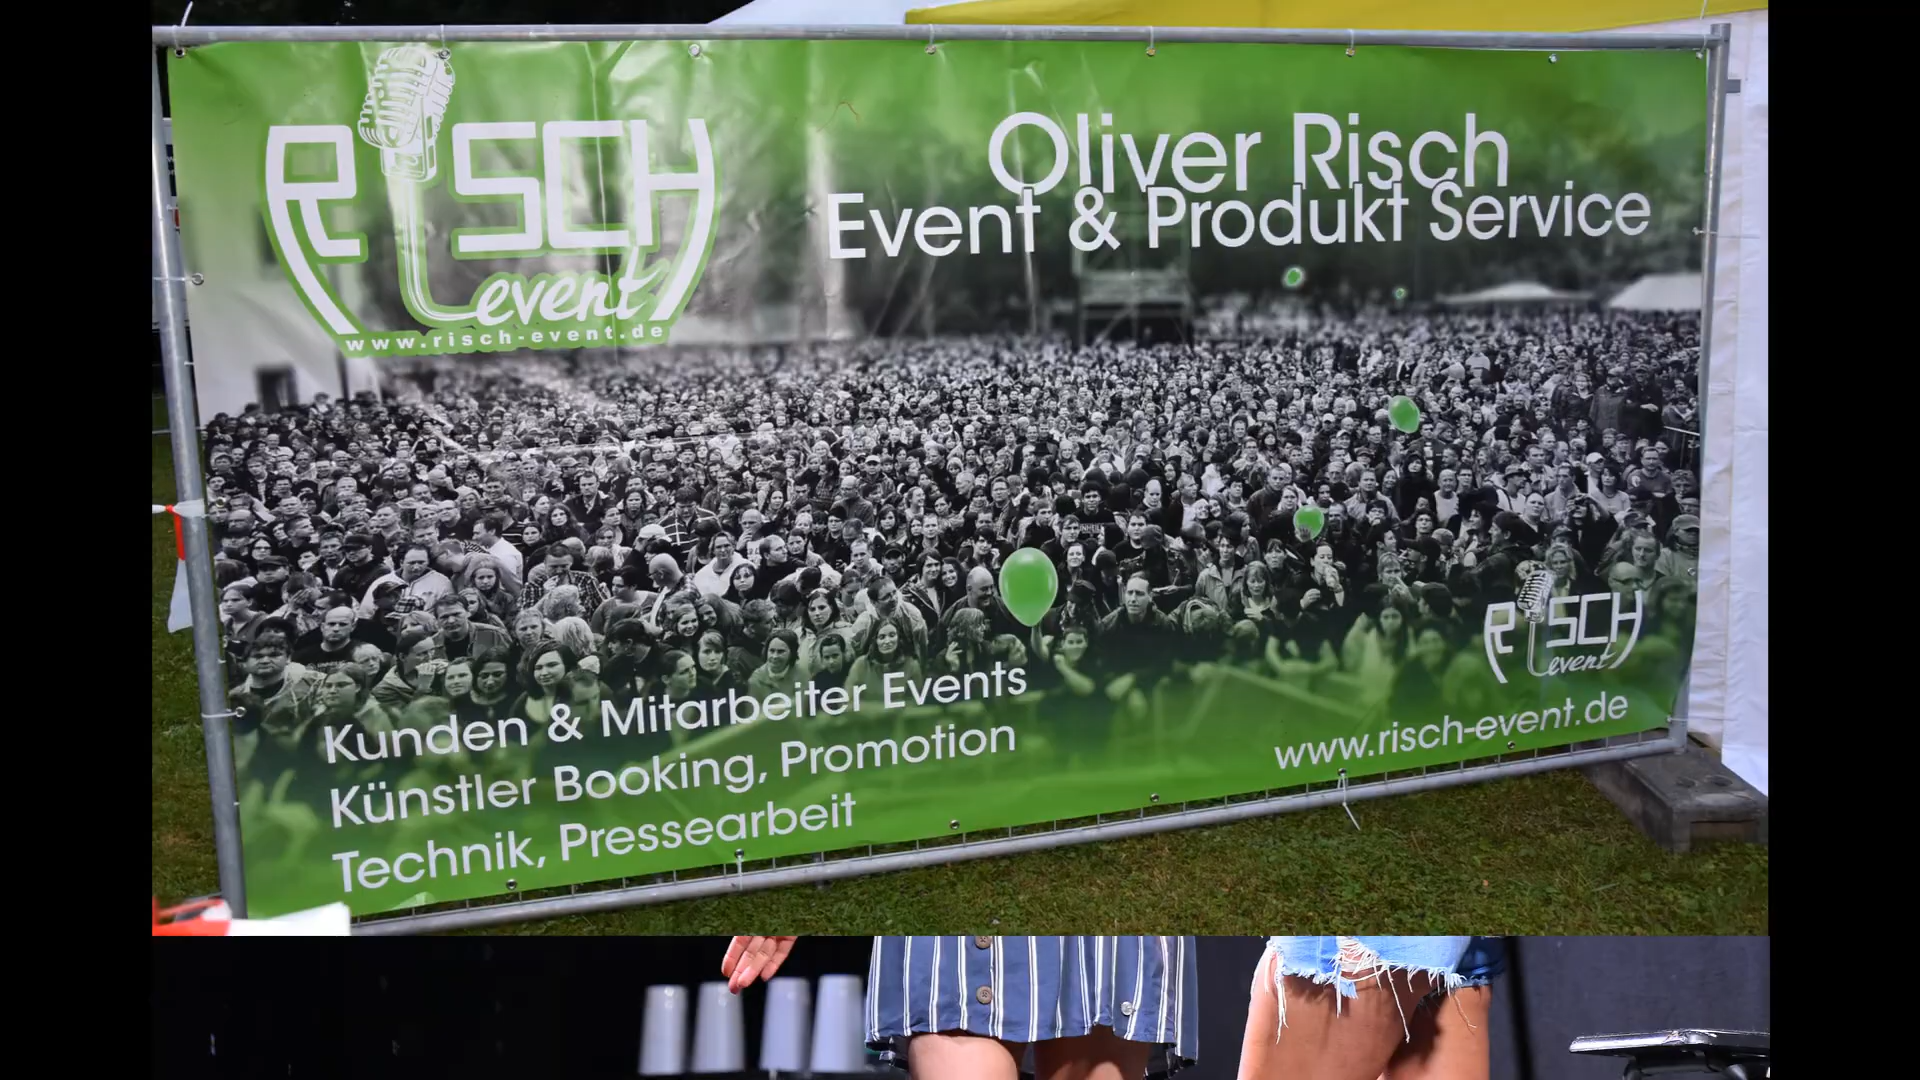 RISCH
event
www.risch-event.de
Oliver Risch
Event & Produkt Service
Kunden & Mitarbeiter Events
Künstler Booking, Promotion
Technik, Pressearbeit
RISCH
event
www.risch-event.de